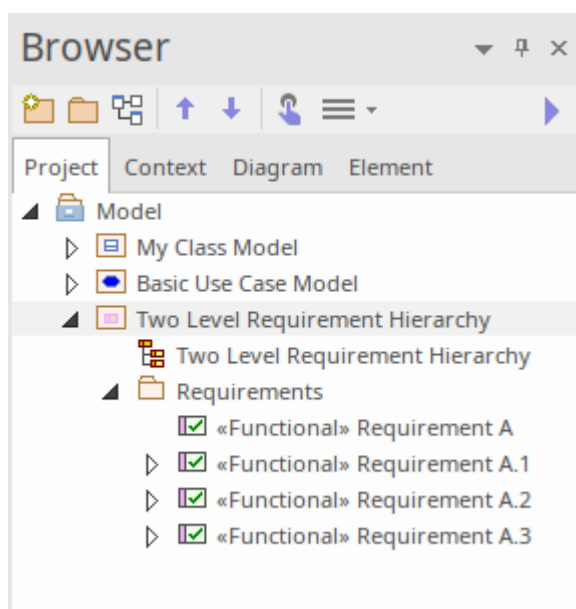 Browser
Project Context Diagram Element
Model
My Class Model
Basic Use Case Model
Two Level Requirement Hierarchy
Two Level Requirement Hierarchy
Requirements
«Functional» Requirement A
«Functional» Requirement A.1
«Functional» Requirement A.2
«Functional» Requirement A.3